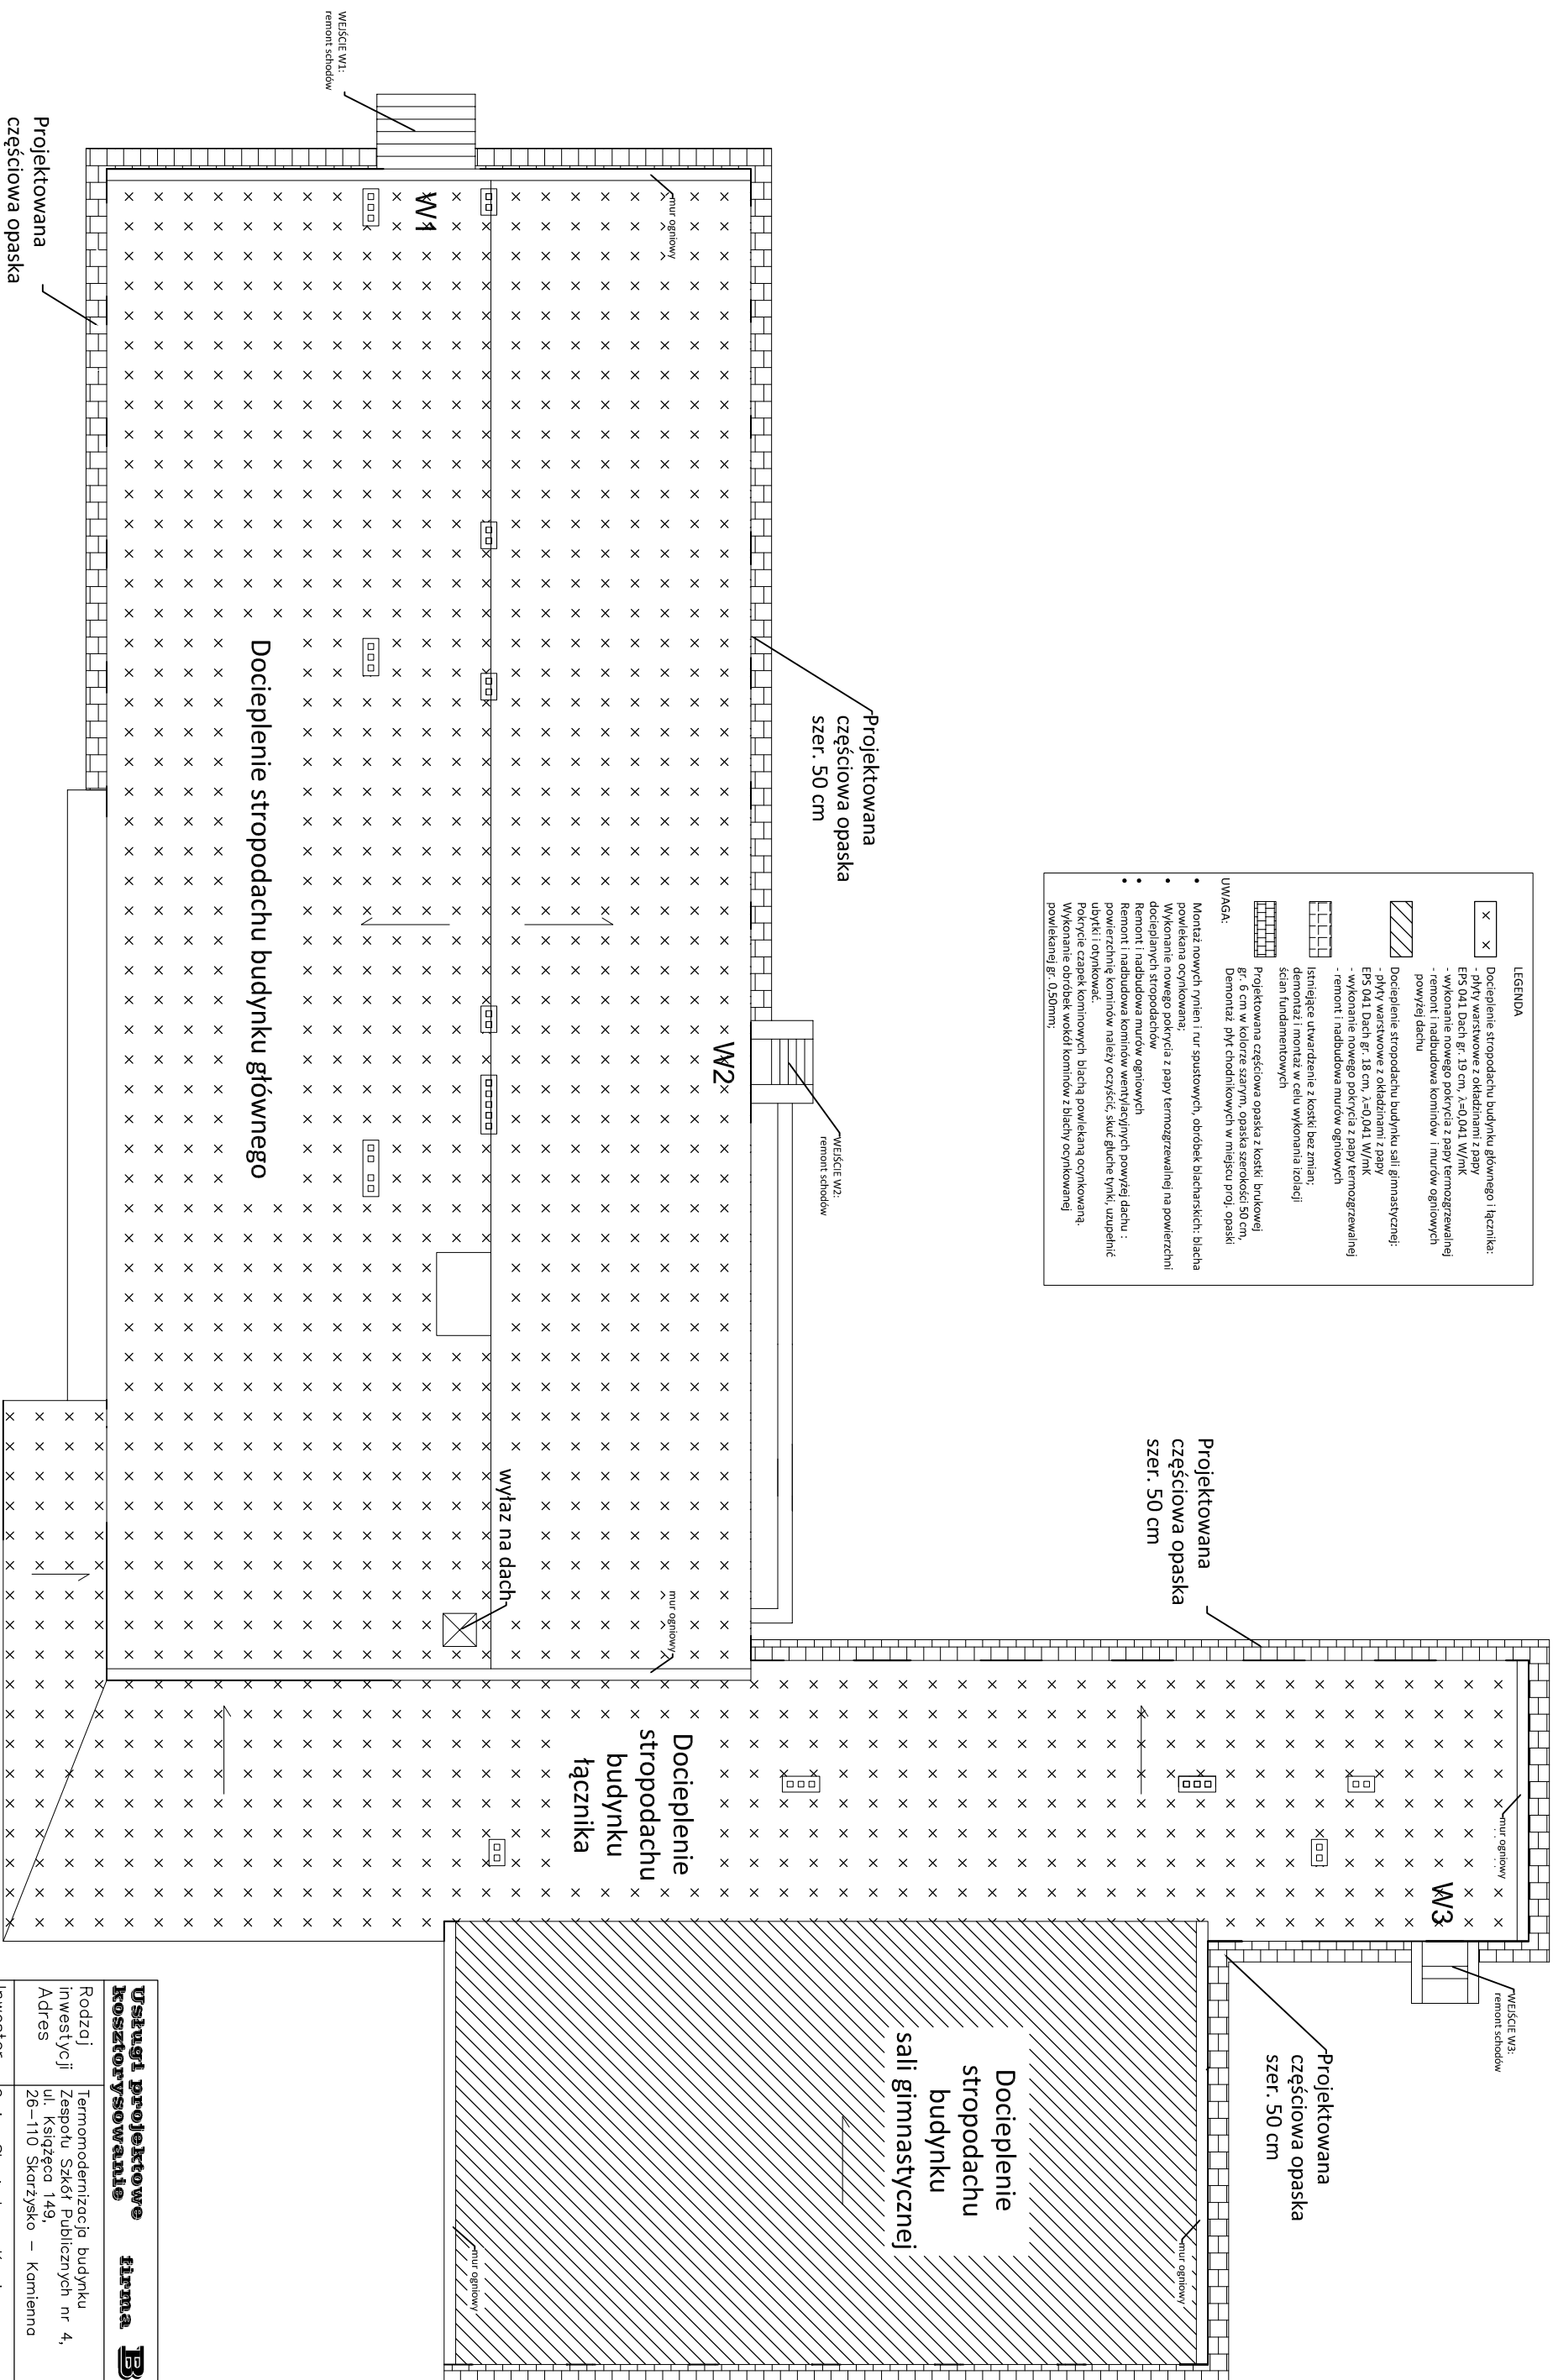 LEGENDA
Docieplenie stropodachu budynku głównego i łącznika:
- płyty warstwowe z okładzinami z papy
EPS 041 Dach gr. 19 cm, λ=0,041 W/mK
- wykonanie nowego pokrycia z papy termozgrzewalnej
- remont i nadbudowa kominów i murów ogniowych
powyżej dachu
Docieplenie stropodachu budynku sali gimnastycznej:
- płyty warstwowe z okładzinami z papy
EPS 041 Dach gr. 18 cm, λ=0,041 W/mK
- wykonanie nowego pokrycia z papy termozgrzewalnej
- remont i nadbudowa murów ogniowych
Istniejące utwardzenie z kostki bez zmian;
demontaż i montaż w celu wykonania izolacji
ścian fundamentowych
Projektowana częściowa opaska z kostki brukowej
gr. 6 cm w kolorze szarym, opaska szerokości 50 cm,
Demontaż płyt chodnikowych w miejscu proj. opaski
UWAGA:
• Montaż nowych rynien i rur spustowych, obróbek blacharskich: blacha
powlekana ocynkowana;
• Wykonanie nowego pokrycia z papy termozgrzewalnej na powierzchni
docieplanych stropodachów
• Remont i nadbudowa murów ogniowych
• Remont i nadbudowa kominów wentylacyjnych powyżej dachu :
powierzchnię kominów należy oczyścić, skuć głuche tynki, uzupełnić
ubytki i otynkować.
Pokrycie czapek kominowych blachą powlekaną ocynkowaną.
Wykonanie obróbek wokół kominów z blachy ocynkowanej
powlekanej gr. 0,50mm;
Projektowana
częściowa opaska
szer. 50 cm
WEJŚCIE W3:
remont schodów
Projektowana
częściowa opaska
szer. 50 cm
mur ogniowy
W3
Projektowana
częściowa opaska
szer. 50 cm
WEJŚCIE W2:
remont schodów
W2
mur ogniowy
mur ogniowy
mur ogniowy
Docieplenie
stropodachu
budynku
sali gimnastycznej
Docieplenie
stropodachu
budynku
łącznika
wyłaz na dach
mur ogniowy
WEJŚCIE W1:
remont schodów
W1
Docieplenie stropodachu budynku głównego
Projektowana
częściowa opaska
Usługi projektowe firma B
kosztorysowanie
Rodzaj
inwestycji
Adres
Termomodernizacja budynku
Zespołu Szkół Publicznych nr 4,
ul. Książęca 149,
26-110 Skarżysko - Kamienna